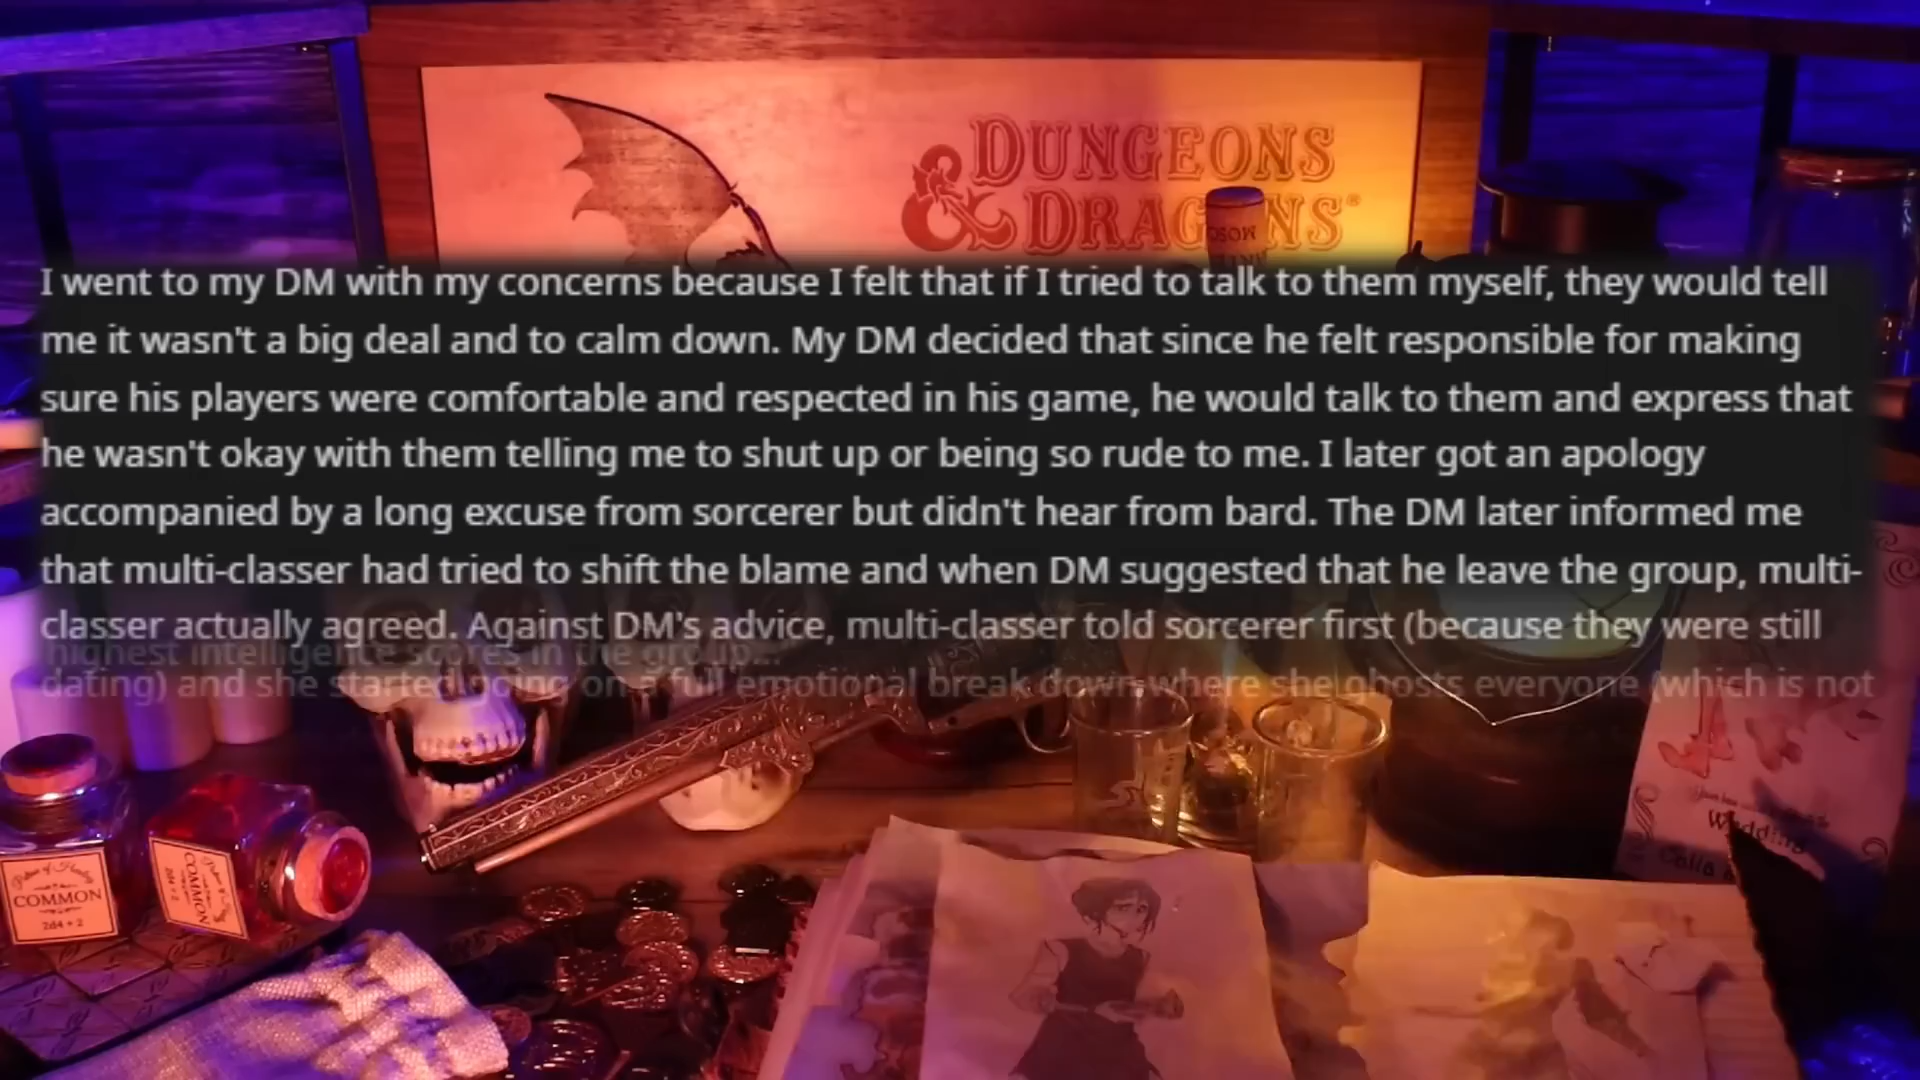 DUNGEONS
& DRAGONS®
I went to my DM with my concerns because I felt that if I tried to talk to them myself, they would tell
me it wasn't a big deal and to calm down. My DM decided that since he felt responsible for making
sure his players were comfortable and respected in his game, he would talk to them and express that
he wasn't okay with them telling me to shut up or being so rude to me. I later got an apology
accompanied by a long excuse from sorcerer but didn't hear from bard. The DM later informed me
that multi-classer had tried to shift the blame and when DM suggested that he leave the group, multi-
classer actually agreed. Against DM's advice, multi-classer told sorcerer first (because they were still
highest intelligence scores in the group...
dating) and she started going on a full emotional break down where she ghosts everyone (which is not
COMMON
2d4 + 2
COMMON
2d4 + 2
Wedding